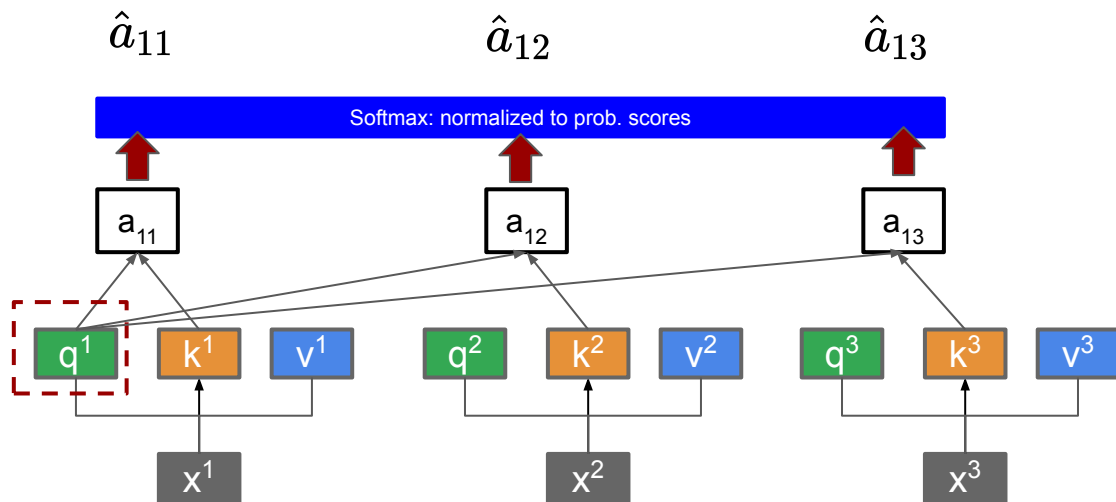 â₁₁ â₁₂ â₁₃
Softmax: normalized to prob. scores
a₁₁ a₁₂ a₁₃
q¹ k¹ v¹ q² k² v² q³ k³ v³
x¹ x² x³